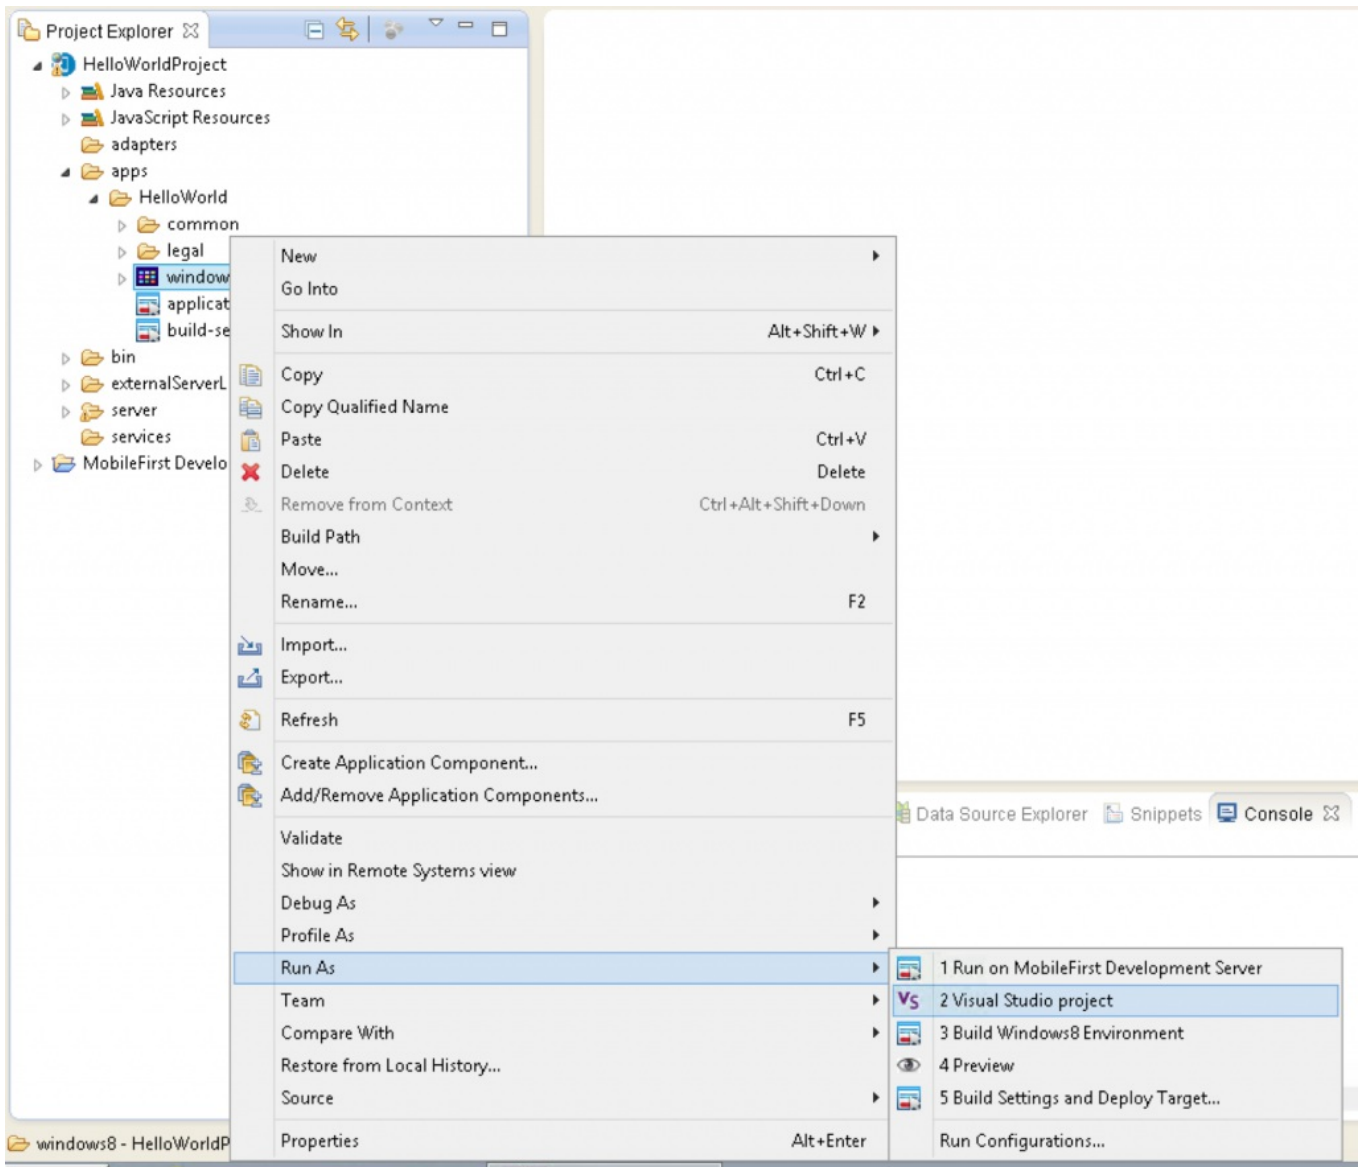 Project Explorer
HelloWorldProject
Java Resources
JavaScript Resources
adapters
apps
HelloWorld
common
legal
window
applicat
build-se
bin
externalServerL
server
services
MobileFirst Develo
New
Go Into
Show In Alt+Shift+W
Copy Ctrl+C
Copy Qualified Name
Paste Ctrl+V
Delete Delete
Remove from Context Ctrl+Alt+Shift+Down
Build Path
Move...
Rename... F2
Import...
Export...
Refresh F5
Create Application Component...
Add/Remove Application Components...
Validate
Show in Remote Systems view
Debug As
Profile As
Run As
Team
Compare With
Restore from Local History...
Source
Properties Alt+Enter
Data Source Explorer Snippets Console
1 Run on MobileFirst Development Server
VS 2 Visual Studio project
3 Build Windows8 Environment
4 Preview
5 Build Settings and Deploy Target...
Run Configurations...
windows8 - HelloWorldP